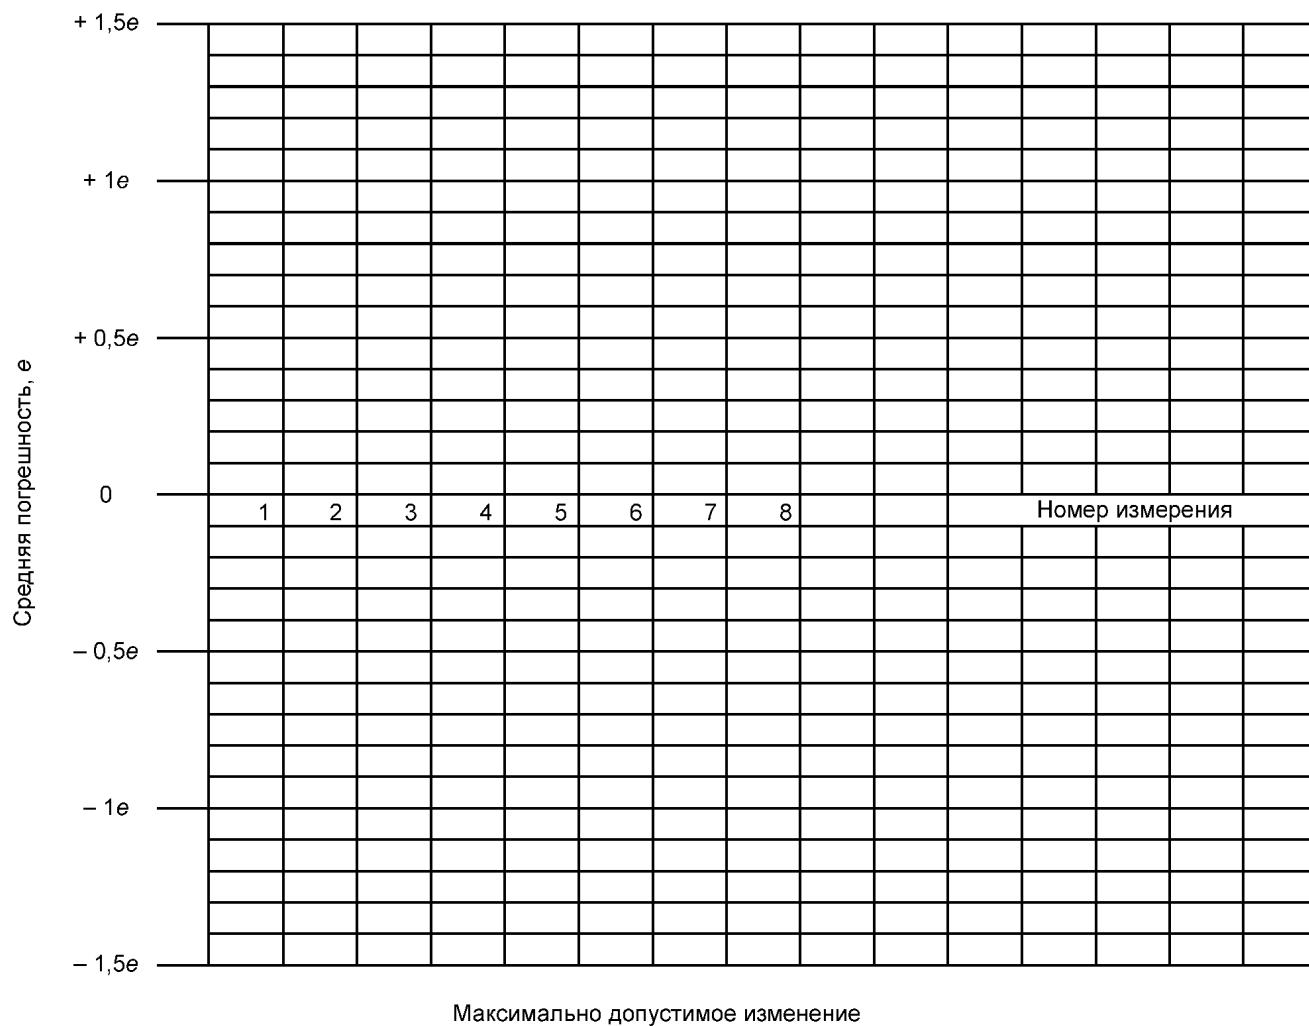 + 1,5e
+ 1e
+ 0,5e
Средняя погрешность, e
0
1 2 3 4 5 6 7 8 Номер измерения
– 0,5e
– 1e
– 1,5e
Максимально допустимое изменение